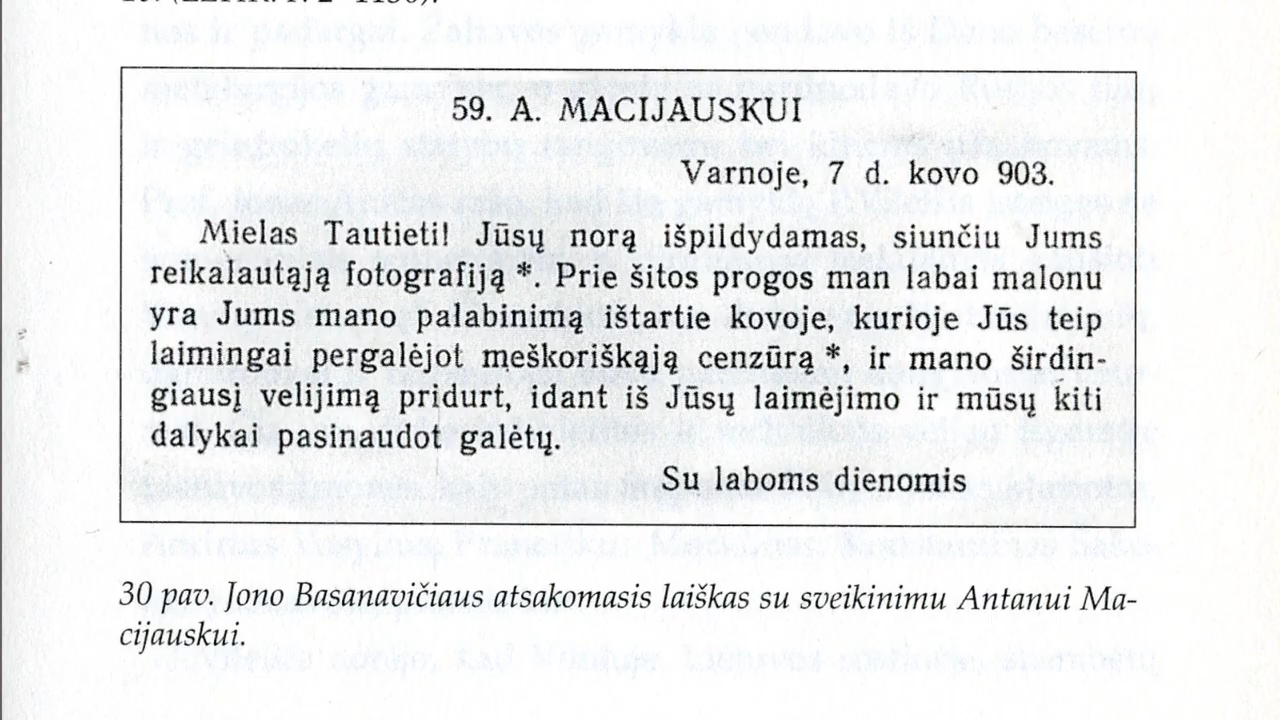 59. A. MACIJAUSKUI
Varnoje, 7 d. kovo 903.
Mielas Tautieti! Jūsų norą išpildydamas, siunčiu Jums
reikalautąją fotografiją*. Prie šitos progos man labai malonu
yra Jums mano palabinimą ištartie kovoje, kurioje Jūs teip
laimingai pergalėjot meškoriškąją cenzūrą*, ir mano širdin-
giausį velijimą pridurt, idant iš Jūsų laimėjimo ir mūsų kiti
dalykai pasinaudot galėtų.
Su laboms dienomis
30 pav. Jono Basanavičiaus atsakomasis laiškas su sveikinimu Antanui Ma-
cijauskui.